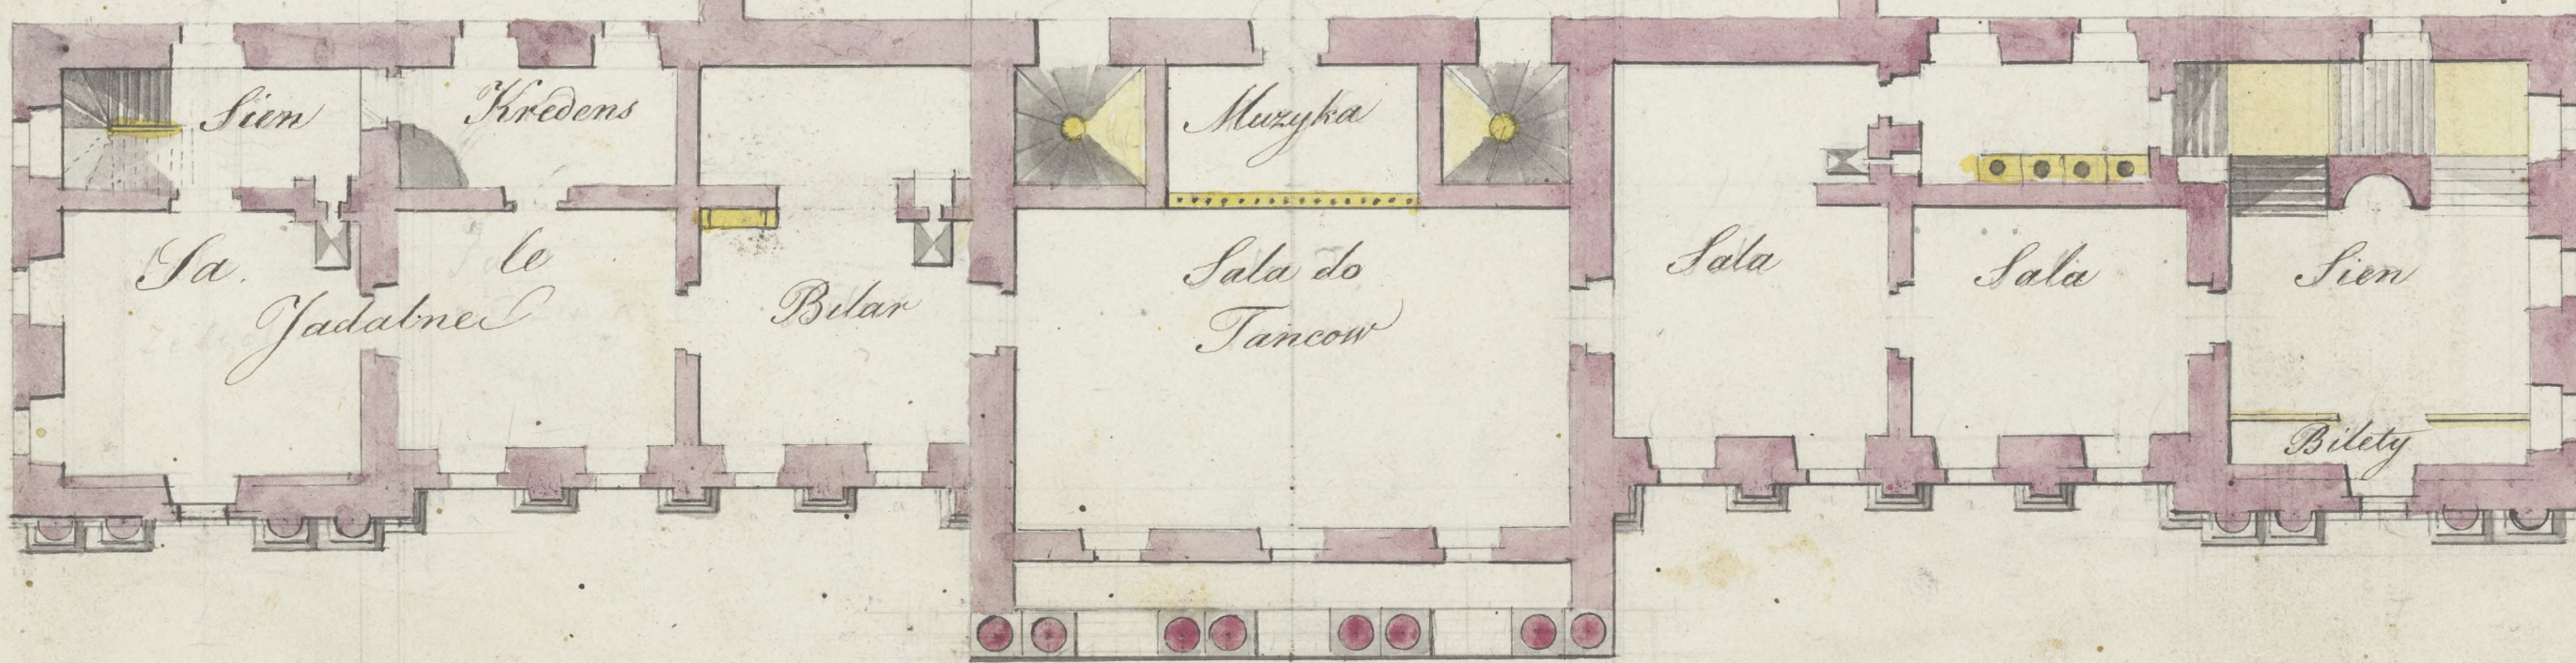 Sien
Kredens
Muzyka
Sa. le
Jadalne
Bilar
Sala do
Tancow
Sala
Sala
Sien
Bilety